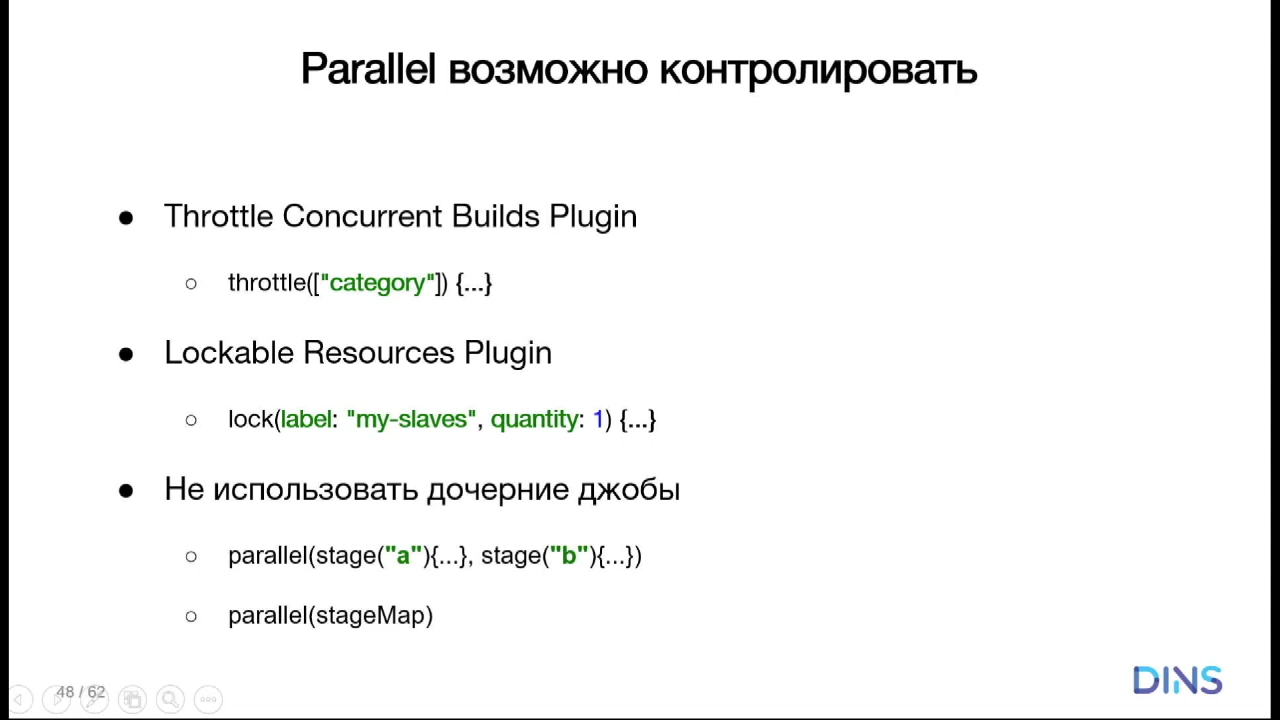 Parallel возможно контролировать
● Throttle Concurrent Builds Plugin
○ throttle(["category"]) {...}
● Lockable Resources Plugin
○ lock(label: "my-slaves", quantity: 1) {...}
● Не использовать дочерние джобы
○ parallel(stage("a"){...}, stage("b"){...})
○ parallel(stageMap)
48 / 62
DINS